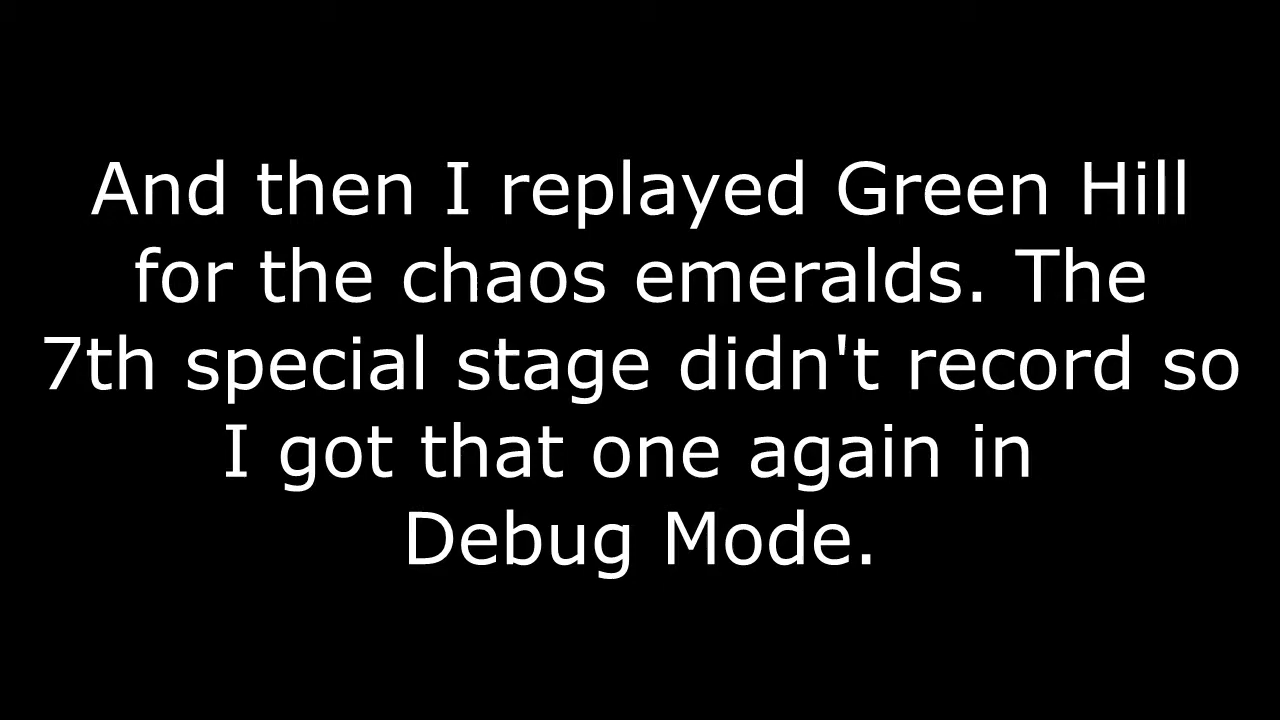 And then I replayed Green Hill
for the chaos emeralds. The
7th special stage didn't record so
I got that one again in
Debug Mode.